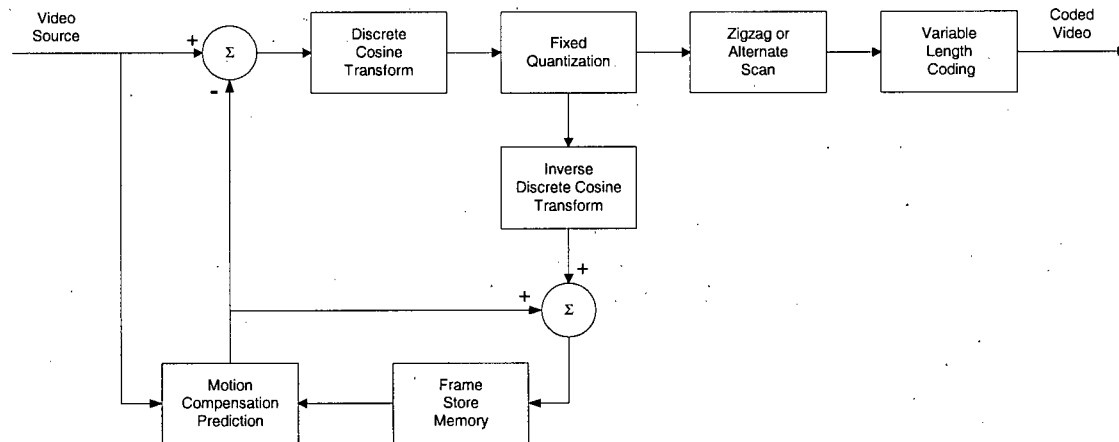 Video
Source
+
Σ
-
Discrete
Cosine
Transform
Fixed
Quantization
Zigzag or
Alternate
Scan
Variable
Length
Coding
Coded
Video
Inverse
Discrete Cosine
Transform
+
+
Σ
Motion
Compensation
Prediction
Frame
Store
Memory